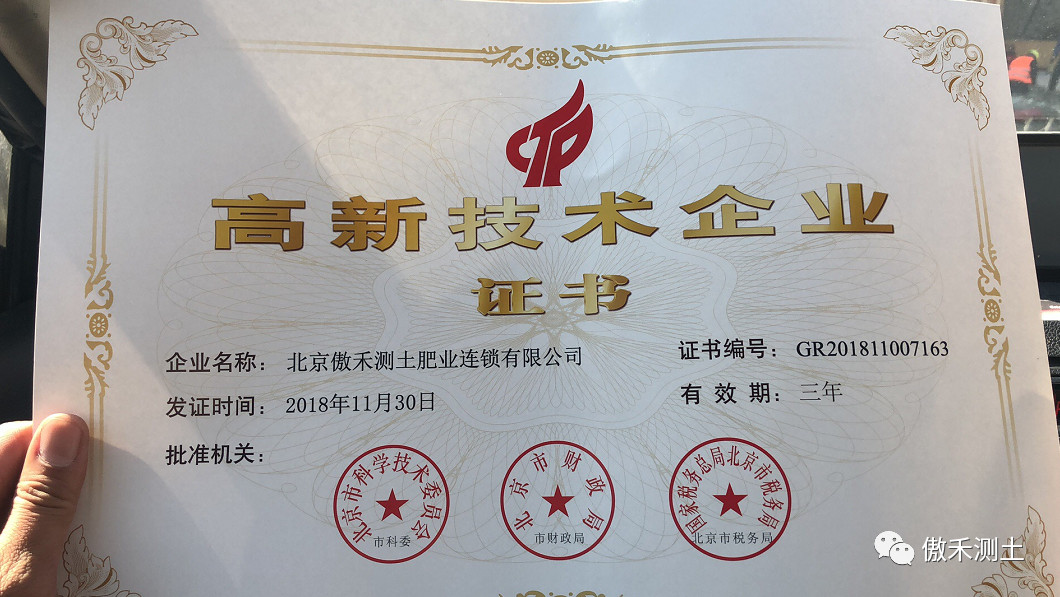 CTP
高新技术企业
证书
企业名称：北京傲禾测土肥业连锁有限公司
证书编号：GR201811007163
发证时间：2018年11月30日
有效期：三年
批准机关：
北京市科学技术委员会
市科委
北京市财政局
市财政局
国家税务总局北京市税务局
北京市税务局
傲禾测土